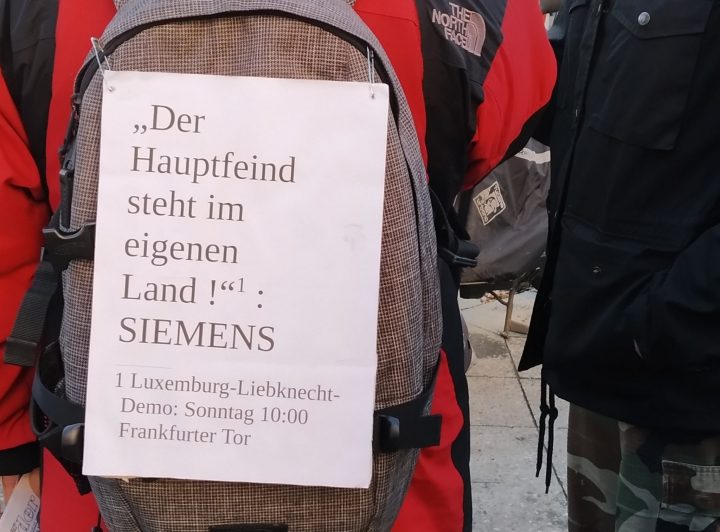 THE
NORTH
FACE
„Der
Hauptfeind
steht im
eigenen
Land !“¹ :
SIEMENS
1 Luxemburg-Liebknecht-
Demo: Sonntag 10:00
Frankfurter Tor